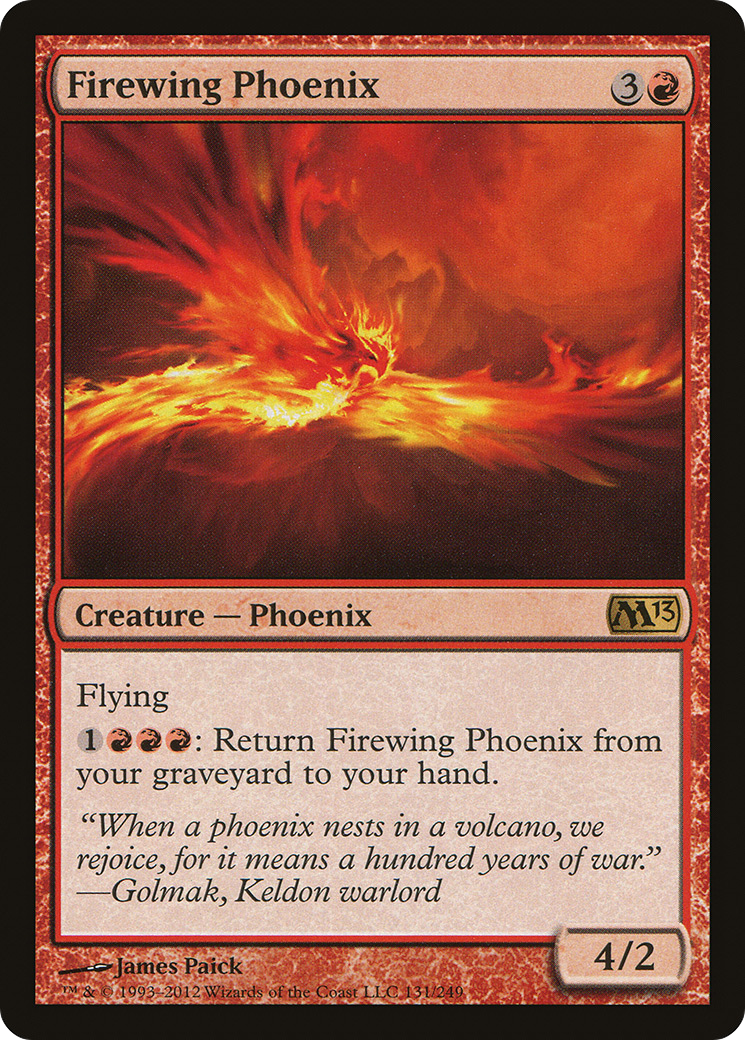 Firewing Phoenix 3
Creature — Phoenix M13
Flying
1: Return Firewing Phoenix from
your graveyard to your hand.
“When a phoenix nests in a volcano, we
rejoice, for it means a hundred years of war.”
—Golmak, Keldon warlord
4/2
James Paick
™ & © 1993–2012 Wizards of the Coast LLC 131/249